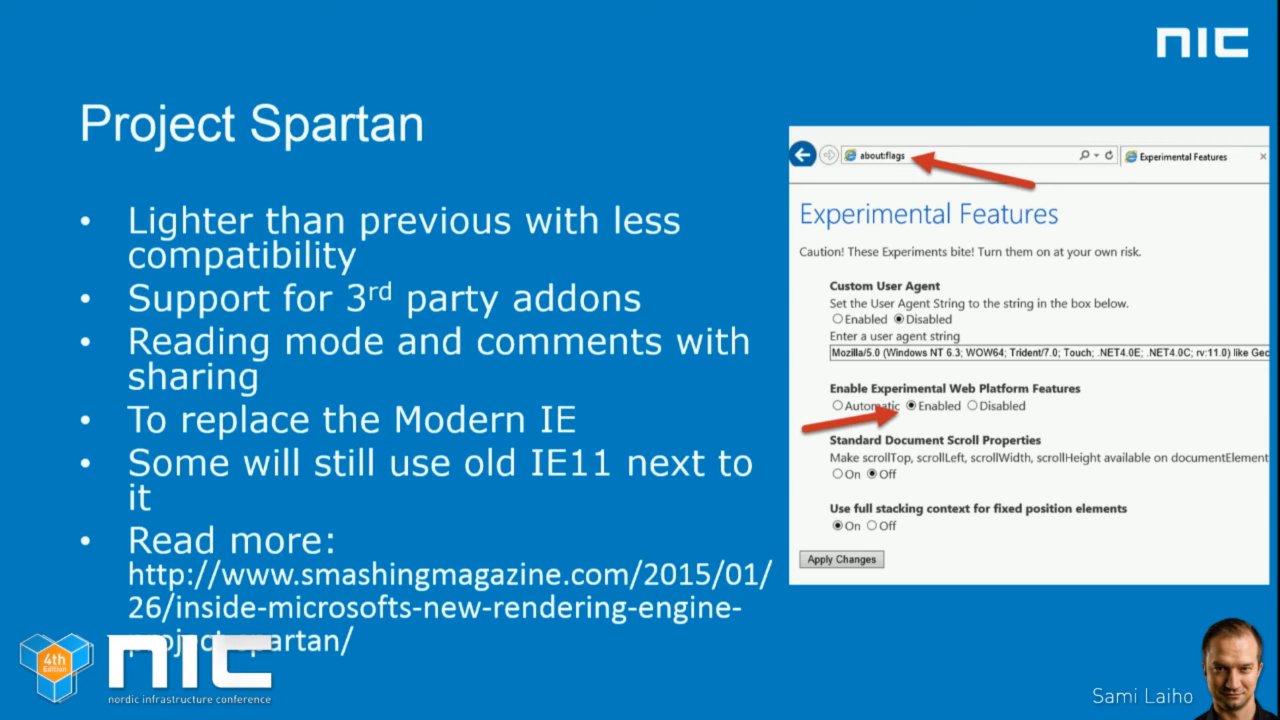 nic
Project Spartan
• Lighter than previous with less
compatibility
• Support for 3rd party addons
• Reading mode and comments with
sharing
• To replace the Modern IE
• Some will still use old IE11 next to
it
• Read more:
http://www.smashingmagazine.com/2015/01/
26/inside-microsofts-new-rendering-engine-
project-spartan/
about:flags
Experimental Features
Experimental Features
Caution! These Experiments bite! Turn them on at your own risk.
Custom User Agent
Set the User Agent String to the string in the box below.
Enabled Disabled
Enter a user agent string
Mozilla/5.0 (Windows NT 6.3; WOW64; Trident/7.0; Touch; .NET4.0E; .NET4.0C; rv:11.0) like Gec
Enable Experimental Web Platform Features
Automatic Enabled Disabled
Standard Document Scroll Properties
Make scrollTop, scrollLeft, scrollWidth, scrollHeight available on documentElement
On Off
Use full stacking context for fixed position elements
On Off
Apply Changes
4th
Edition
nic
nordic infrastructure conference
Sami Laiho